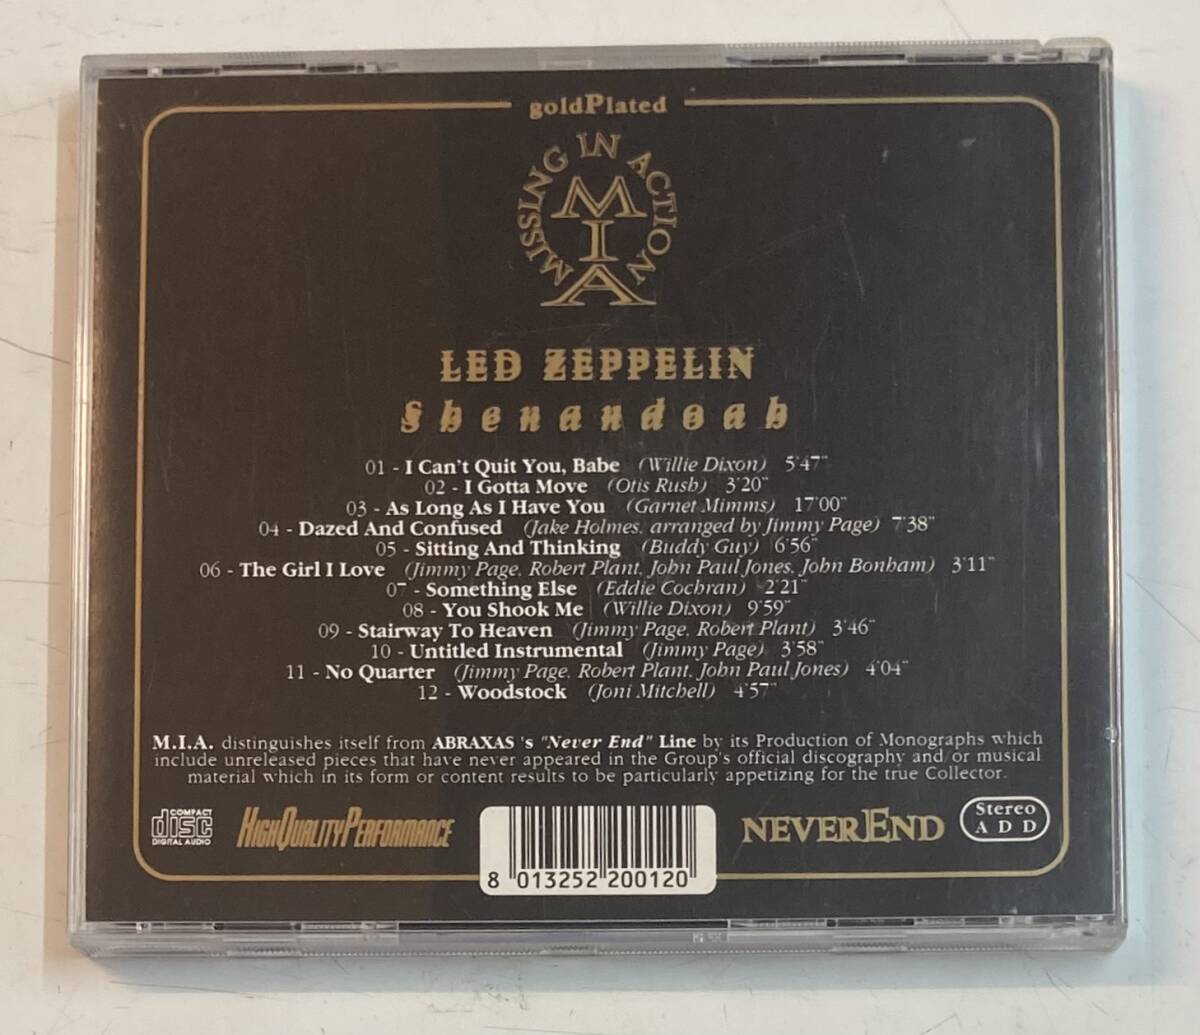 goldPlated
MISSING IN ACTION
MIA
LED ZEPPELIN
Shenandoah
01 - I Can't Quit You, Babe (Willie Dixon) 5'47"
02 - I Gotta Move (Otis Rush) 3'20"
03 - As Long As I Have You (Garnet Mimms) 17'00"
04 - Dazed And Confused (Jake Holmes, arranged by Jimmy Page) 7'38"
05 - Sitting And Thinking (Buddy Guy) 6'56"
06 - The Girl I Love (Jimmy Page, Robert Plant, John Paul Jones, John Bonham) 3'11"
07 - Something Else (Eddie Cochran) 2'21"
08 - You Shook Me (Willie Dixon) 9'59"
09 - Stairway To Heaven (Jimmy Page, Robert Plant) 3'46"
10 - Untitled Instrumental (Jimmy Page) 3'58"
11 - No Quarter (Jimmy Page, Robert Plant, John Paul Jones) 4'04"
12 - Woodstock (Joni Mitchell) 4'57"
M.I.A. distinguishes itself from ABRAXAS 's "Never End" Line by its Production of Monographs which
include unreleased pieces that have never appeared in the Group's official discography and/or musical
material which in its form or content results to be particularly appetizing for the true Collector.
COMPACT
disc
DIGITAL AUDIO
HighQualityPerformance
8 013252 200120
NEVEREND
Stereo
A D D